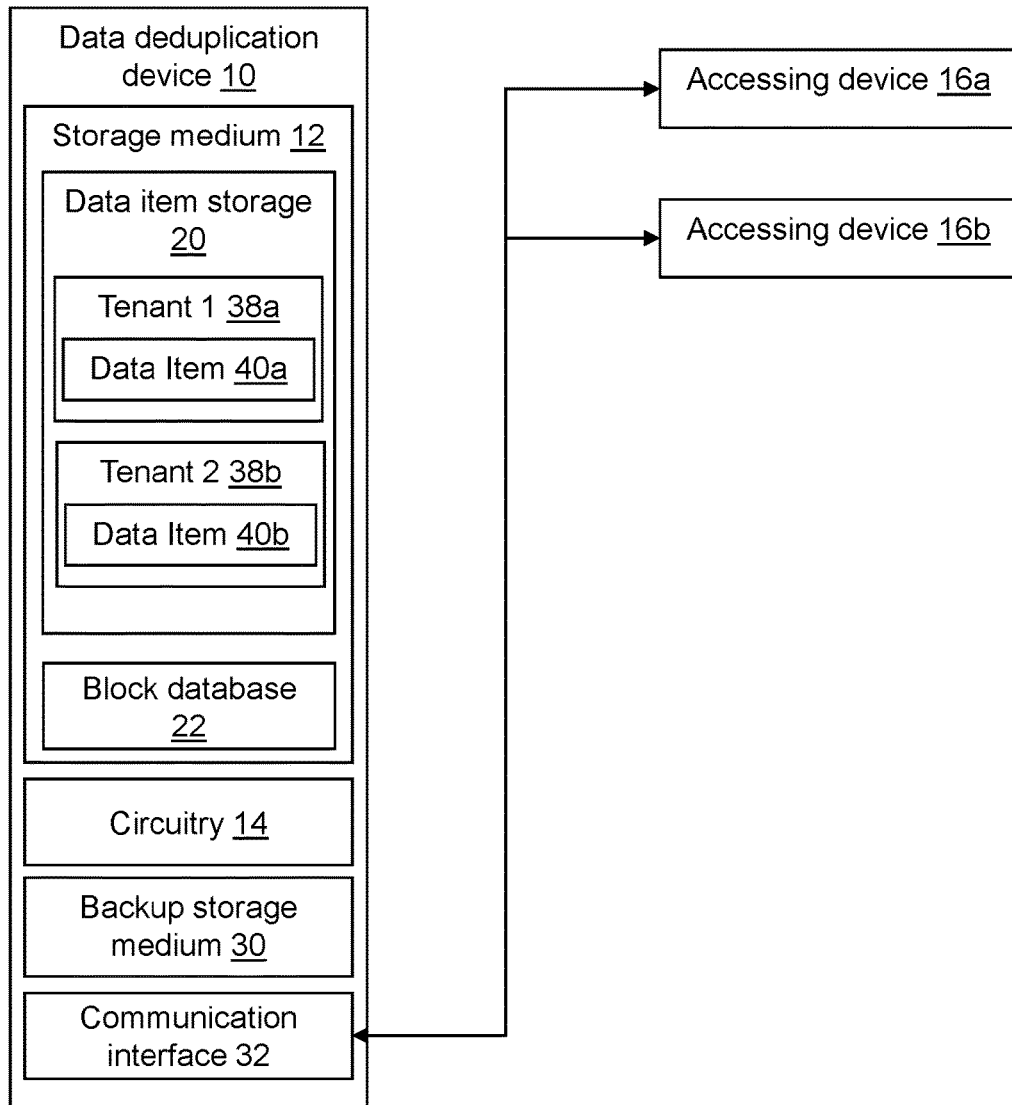 Data deduplication
device 10
Storage medium 12
Data item storage
20
Tenant 1 38a
Data Item 40a
Tenant 2 38b
Data Item 40b
Block database
22
Circuitry 14
Backup storage
medium 30
Communication
interface 32
Accessing device 16a
Accessing device 16b